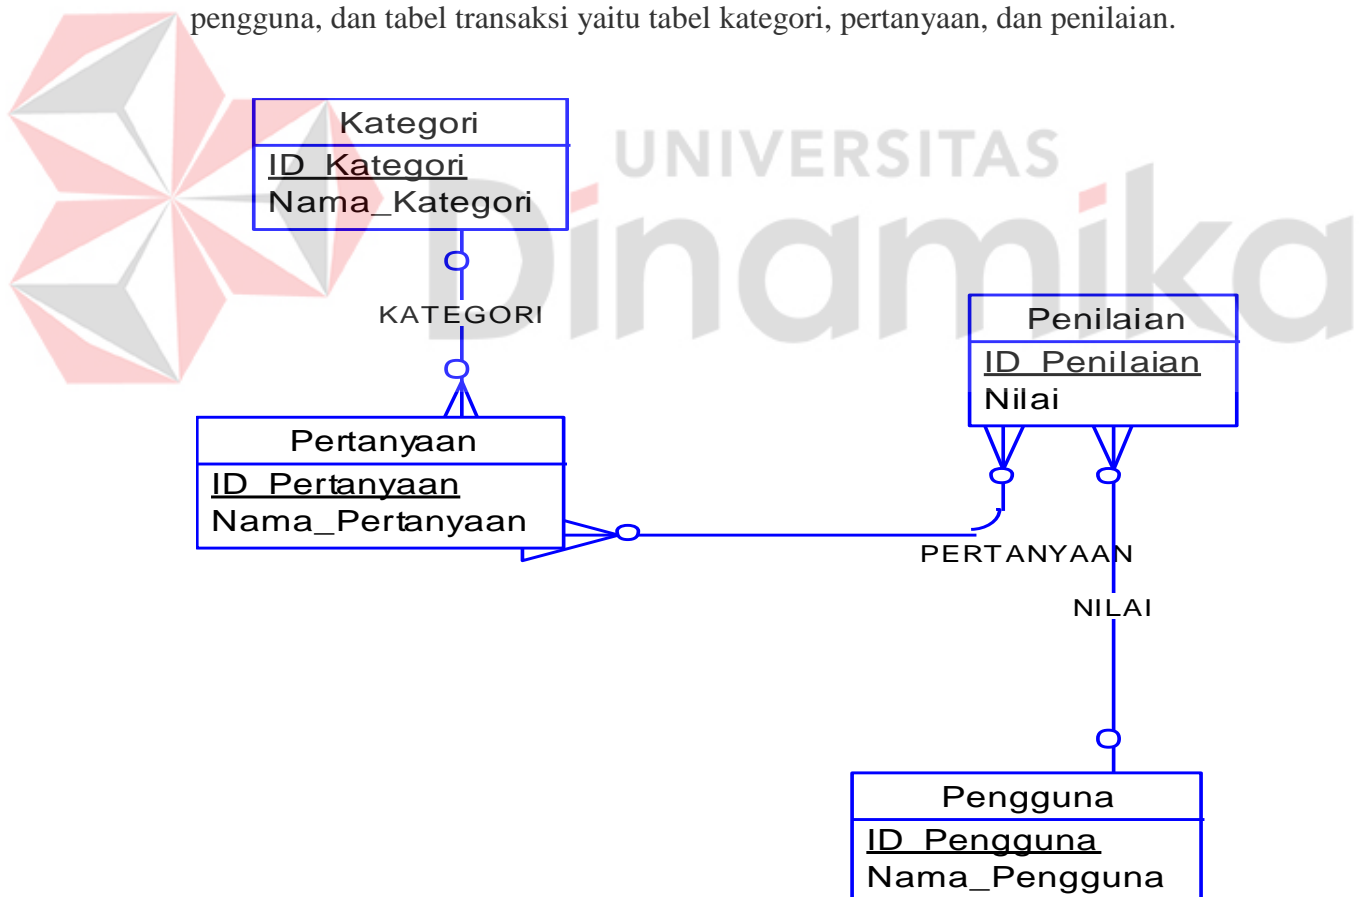 pengguna, dan tabel transaksi yaitu tabel kategori, pertanyaan, dan penilaian.
UNIVERSITAS
Dinamika
Kategori
ID_Kategori
Nama_Kategori
KATEGORI
Penilaian
ID_Penilaian
Nilai
Pertanyaan
ID_Pertanyaan
Nama_Pertanyaan
PERTANYAAN
NILAI
Pengguna
ID_Pengguna
Nama_Pengguna